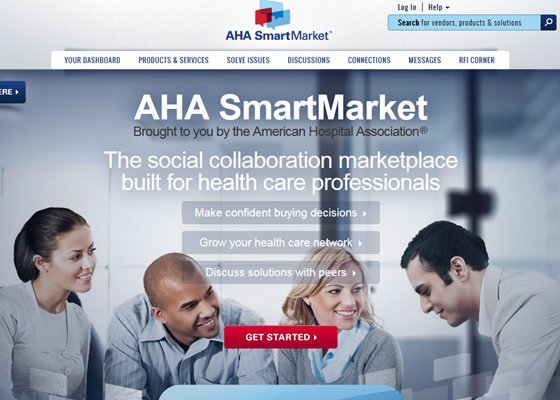 Log In | Help
AHA SmartMarket™
Search for vendors, products & solutions
YOUR DASHBOARD PRODUCTS & SERVICES SOLVE ISSUES DISCUSSIONS CONNECTIONS MESSAGES RFI CORNER
ERE
AHA SmartMarket
Brought to you by the American Hospital Association®
The social collaboration marketplace
built for health care professionals
Make confident buying decisions
Grow your health care network
Discuss solutions with peers
GET STARTED